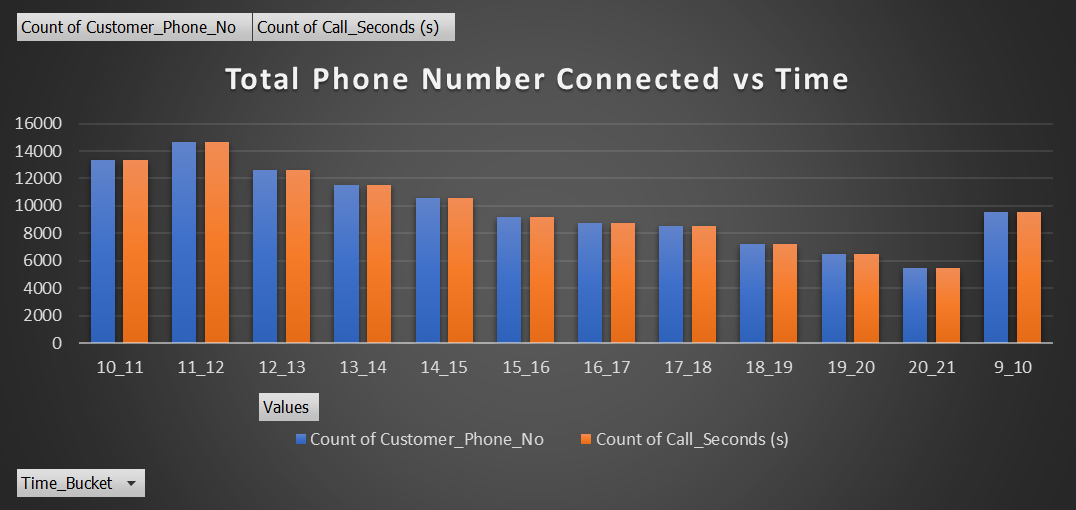 Count of Customer_Phone_No Count of Call_Seconds (s)
Total Phone Number Connected vs Time
16000
14000
12000
10000
8000
6000
4000
2000
0
10_11 11_12 12_13 13_14 14_15 15_16 16_17 17_18 18_19 19_20 20_21 9_10
Values
Count of Customer_Phone_No Count of Call_Seconds (s)
Time_Bucket